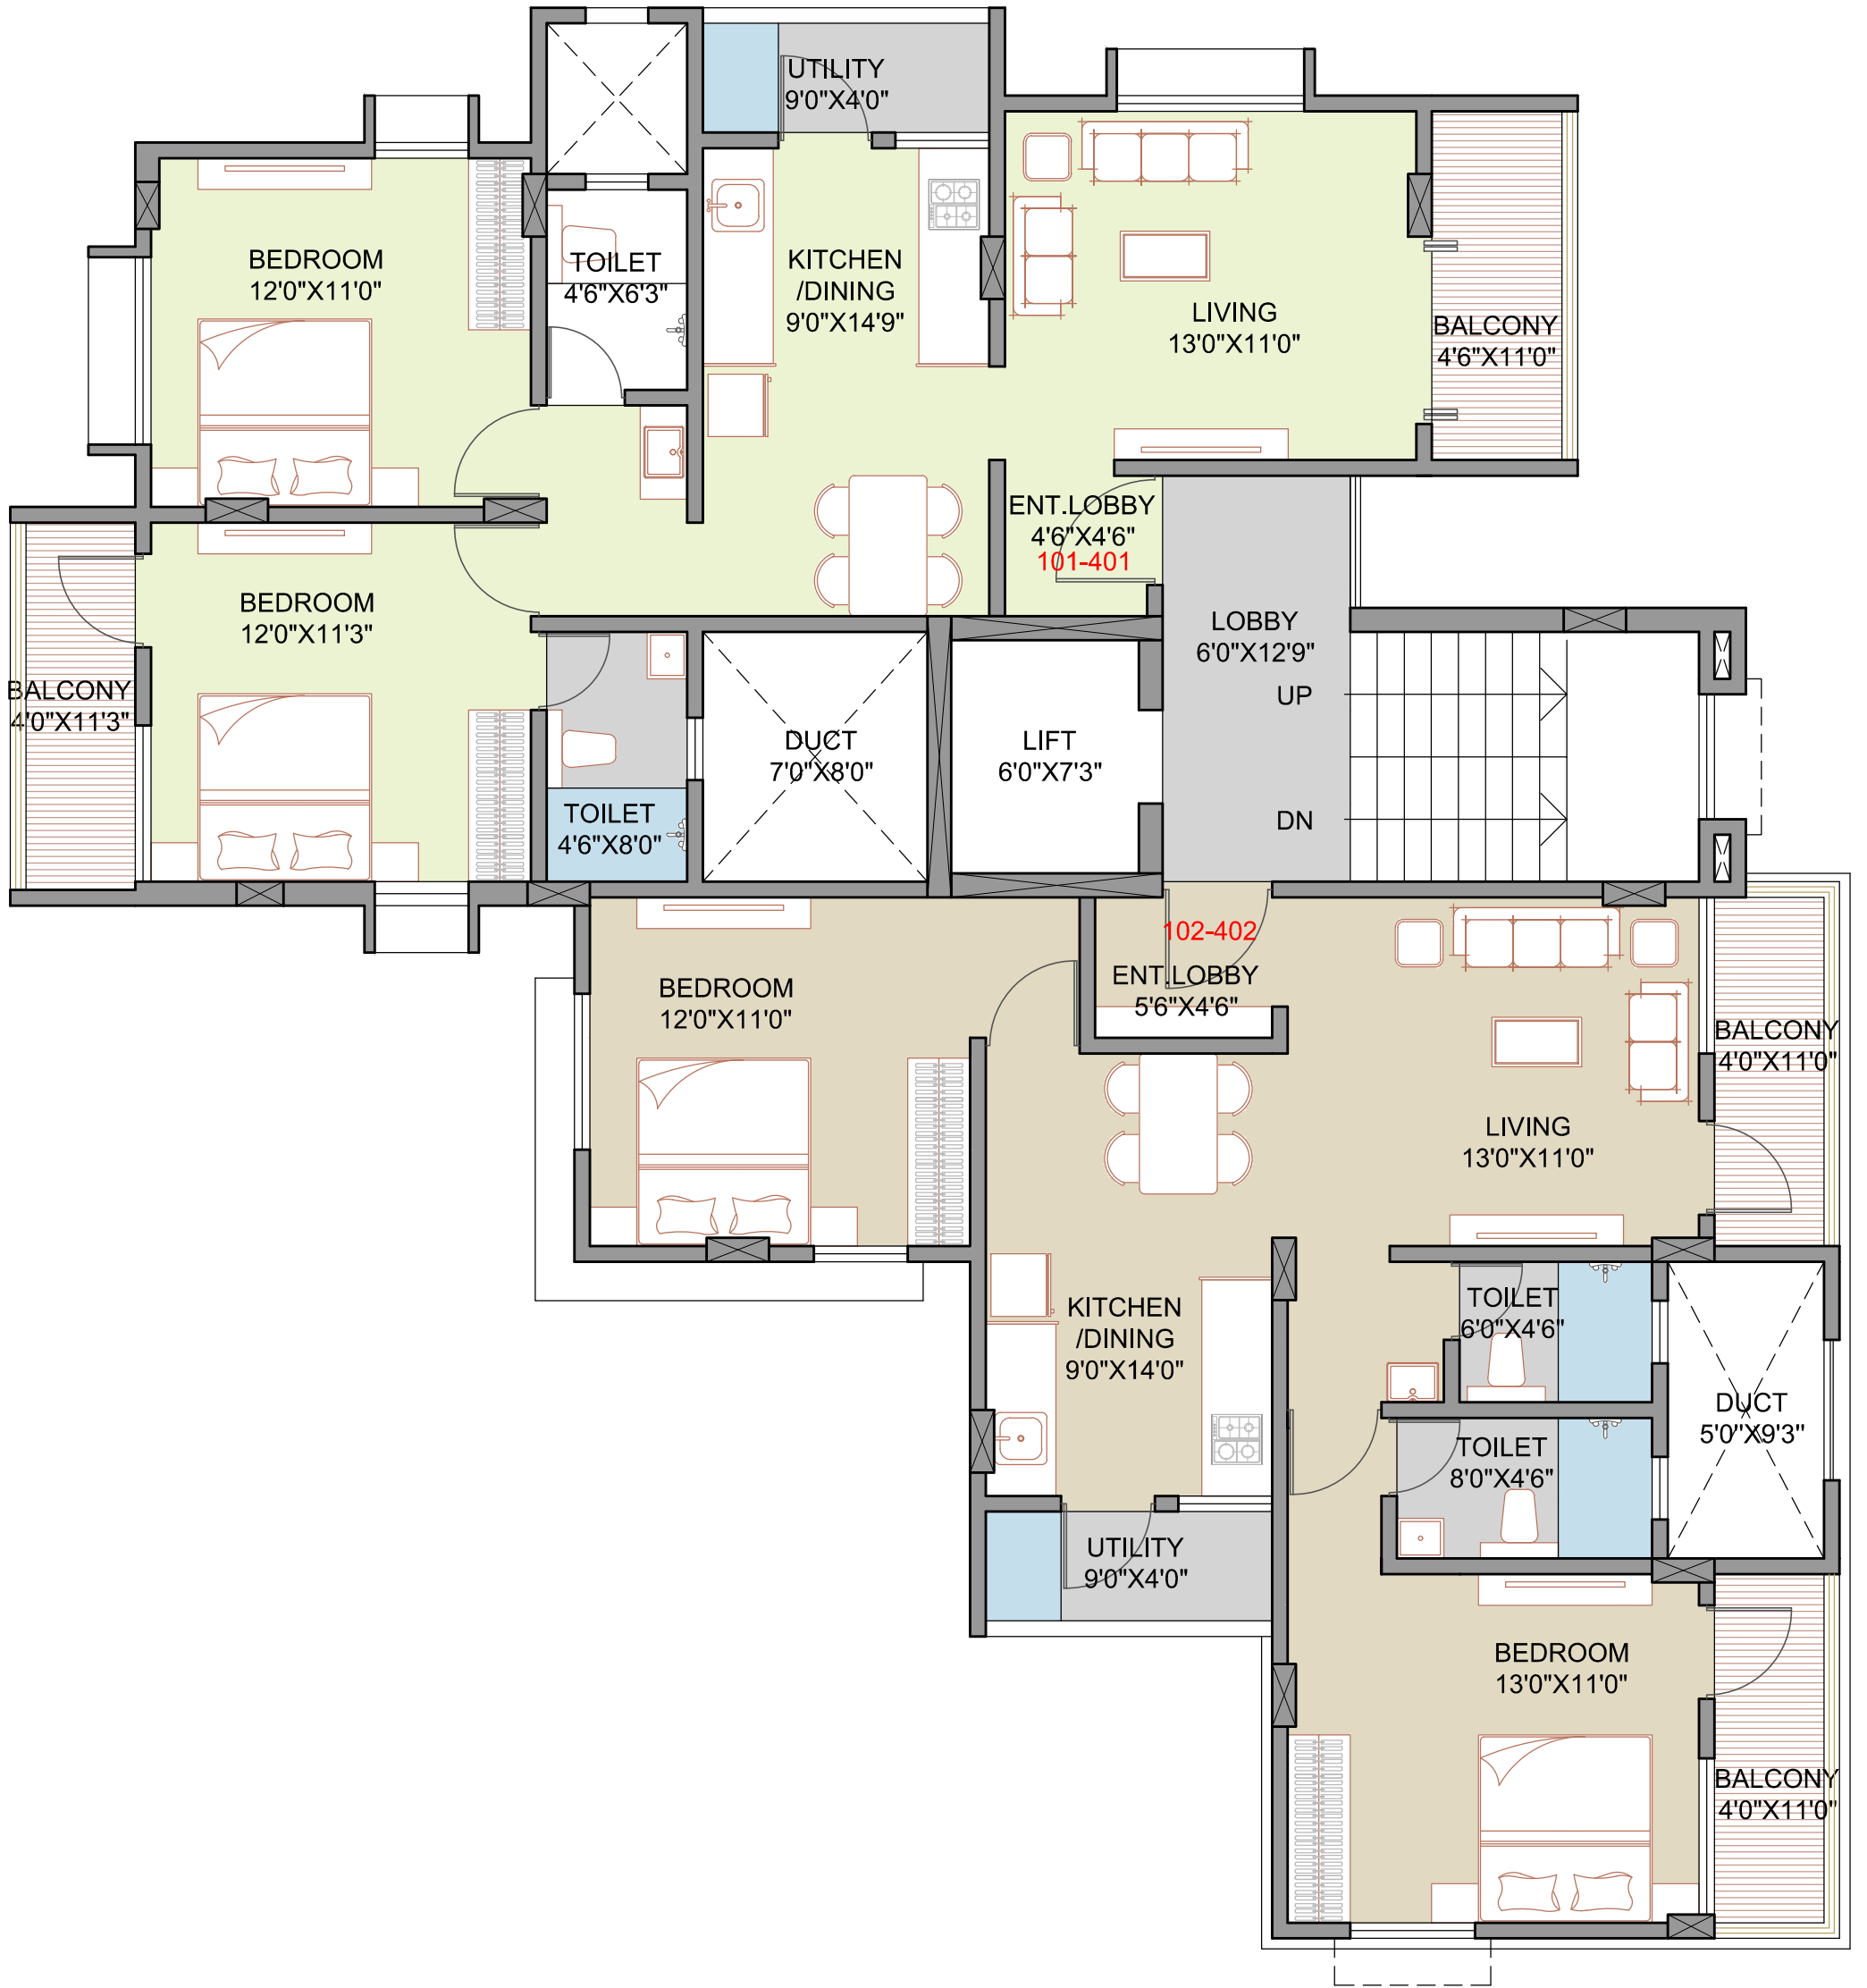 UTILITY
9'0"X4'0"
BEDROOM
12'0"X11'0"
TOILET
4'6"X6'3"
KITCHEN
/DINING
9'0"X14'9"
LIVING
13'0"X11'0"
BALCONY
4'6"X11'0"
ENT.LOBBY
4'6"X4'6"
101-401
BEDROOM
12'0"X11'3"
LOBBY
6'0"X12'9"
UP
BALCONY
4'0"X11'3"
DUCT
7'0"X8'0"
LIFT
6'0"X7'3"
TOILET
4'6"X8'0"
DN
102-402
ENT.LOBBY
5'6"X4'6"
BEDROOM
12'0"X11'0"
BALCONY
4'0"X11'0"
LIVING
13'0"X11'0"
KITCHEN
/DINING
9'0"X14'0"
TOILET
6'0"X4'6"
DUCT
5'0"X9'3"
TOILET
8'0"X4'6"
UTILITY
9'0"X4'0"
BEDROOM
13'0"X11'0"
BALCONY
4'0"X11'0"